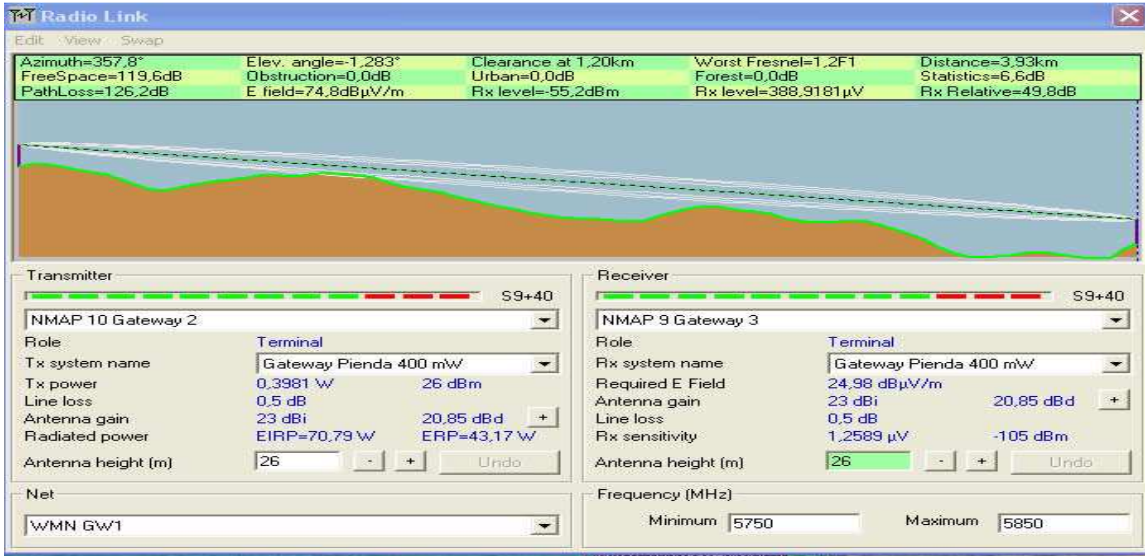 Radio Link
Edit View Swap
Azimuth=357,8° Elev. angle=-1,283° Clearance at 1,20km Worst Fresnel=1,2F1 Distance=3,93km
FreeSpace=119,6dB Obstruction=0,0dB Urban=0,0dB Forest=0,0dB Statistics=6,6dB
PathLoss=126,2dB E field=74,8dBµV/m Rx level=-55,2dBm Rx level=388,9181µV Rx Relative=49,8dB
Transmitter
S9+40
NMAP 10 Gateway 2
Role Terminal
Tx system name Gateway Pienda 400 mW
Tx power 0,3981 W 26 dBm
Line loss 0,5 dB
Antenna gain 23 dBi 20,85 dBd +
Radiated power EIRP=70,79 W ERP=43,17 W
Antenna height (m) 26 - + Undo
Net
WMN GW1
Receiver
S9+40
NMAP 9 Gateway 3
Role Terminal
Rx system name Gateway Pienda 400 mW
Required E Field 24,98 dBµV/m
Antenna gain 23 dBi 20,85 dBd +
Line loss 0,5 dB
Rx sensitivity 1,2589 µV -105 dBm
Antenna height (m) 26 - + Undo
Frequency (MHz)
Minimum 5750 Maximum 5850